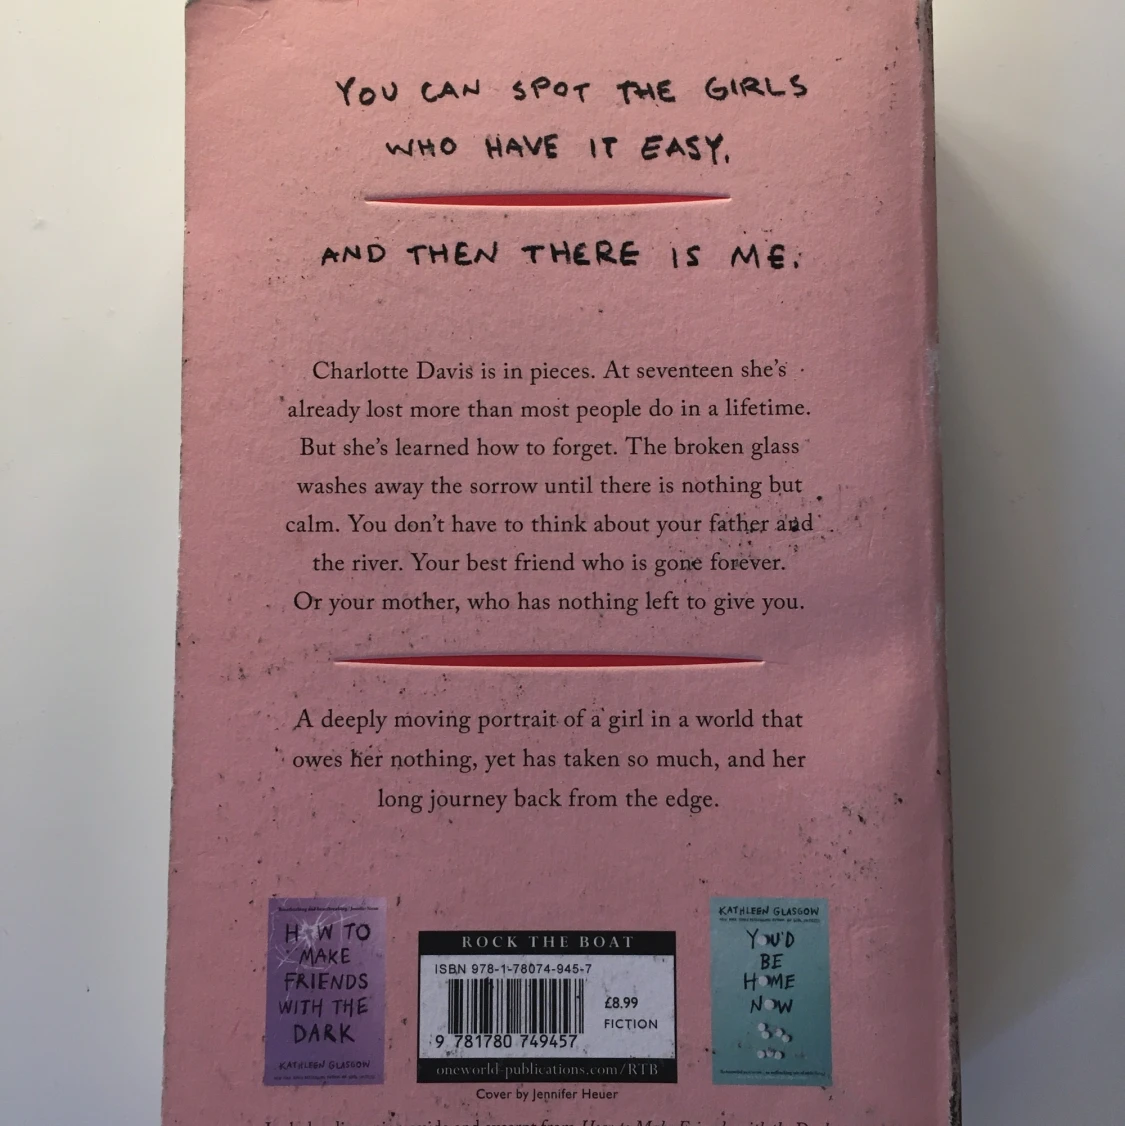 YOU CAN SPOT THE GIRLS
WHO HAVE IT EASY.
AND THEN THERE IS ME.
Charlotte Davis is in pieces. At seventeen she's
already lost more than most people do in a lifetime.
But she's learned how to forget. The broken glass
washes away the sorrow until there is nothing but
calm. You don't have to think about your father and
the river. Your best friend who is gone forever.
Or your mother, who has nothing left to give you.
A deeply moving portrait of a girl in a world that
owes her nothing, yet has taken so much, and her
long journey back from the edge.
HOW TO
MAKE
FRIENDS
WITH THE
DARK
KATHLEEN GLASGOW
ROCK THE BOAT
ISBN 978-1-78074-945-7
£8.99
FICTION
9 781780 749457
oneworld-publications.com/RTB
Cover by Jennifer Heuer
KATHLEEN GLASGOW
YOU'D
BE
HOME
NOW